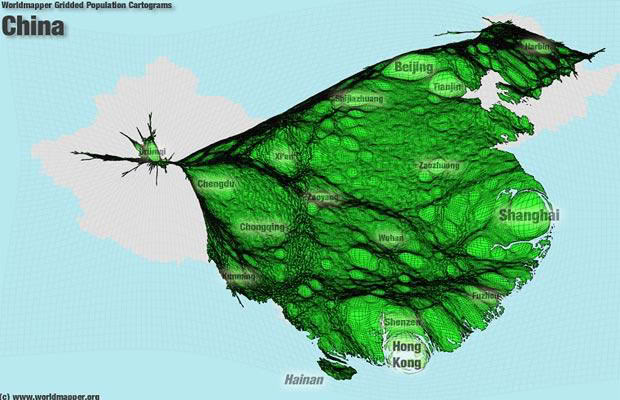 Worldmapper Gridded Population Cartograms
China
Harbin
Beijing
Tianjin
Shijiazhuang
Urumqi
Xi'an
Zaozhuang
Chengdu
Zaoyang
Shanghai
Chongqing
Wuhan
Kunming
Fuzhou
Shenzen
Hong
Kong
Hainan
(c) www.worldmapper.org